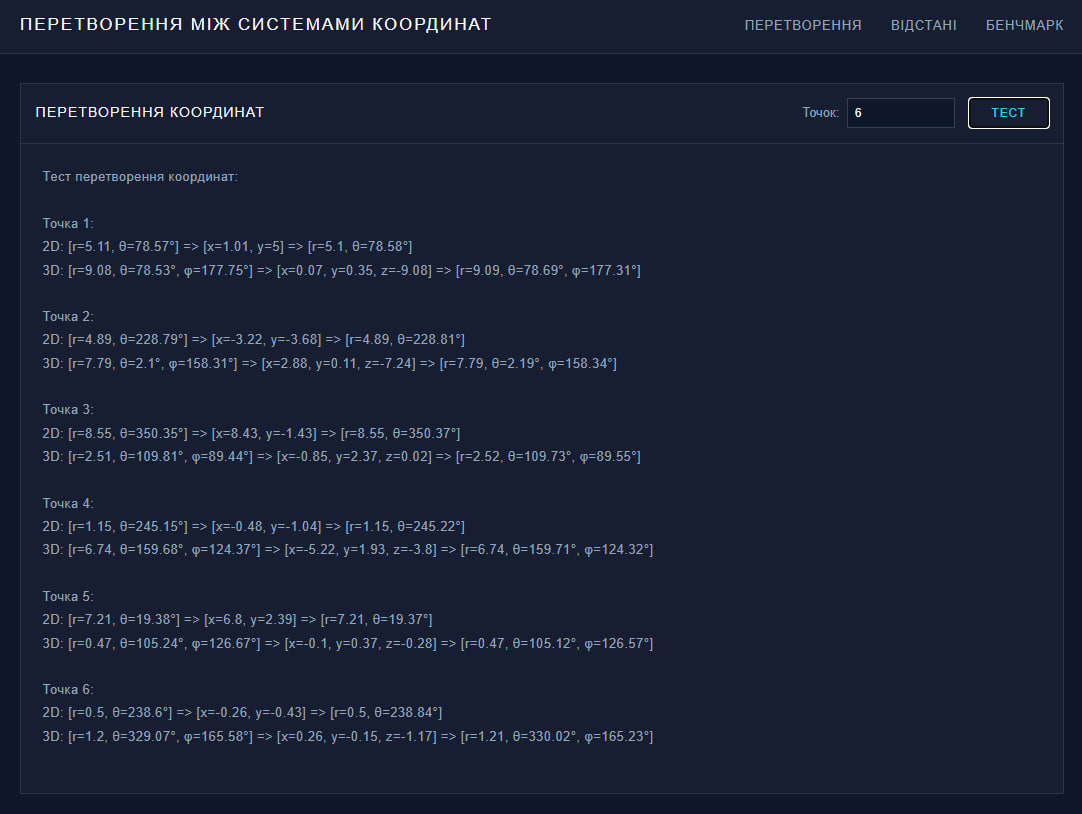 ПЕРЕТВОРЕННЯ МІЖ СИСТЕМАМИ КООРДИНАТ
ПЕРЕТВОРЕННЯ ВІДСТАНІ БЕНЧМАРК
ПЕРЕТВОРЕННЯ КООРДИНАТ
Точок: 6 ТЕСТ
Тест перетворення координат:
Точка 1:
2D: [r=5.11, θ=78.57°] => [x=1.01, y=5] => [r=5.1, θ=78.58°]
3D: [r=9.08, θ=78.53°, φ=177.75°] => [x=0.07, y=0.35, z=-9.08] => [r=9.09, θ=78.69°, φ=177.31°]
Точка 2:
2D: [r=4.89, θ=228.79°] => [x=-3.22, y=-3.68] => [r=4.89, θ=228.81°]
3D: [r=7.79, θ=2.1°, φ=158.31°] => [x=2.88, y=0.11, z=-7.24] => [r=7.79, θ=2.19°, φ=158.34°]
Точка 3:
2D: [r=8.55, θ=350.35°] => [x=8.43, y=-1.43] => [r=8.55, θ=350.37°]
3D: [r=2.51, θ=109.81°, φ=89.44°] => [x=-0.85, y=2.37, z=0.02] => [r=2.52, θ=109.73°, φ=89.55°]
Точка 4:
2D: [r=1.15, θ=245.15°] => [x=-0.48, y=-1.04] => [r=1.15, θ=245.22°]
3D: [r=6.74, θ=159.68°, φ=124.37°] => [x=-5.22, y=1.93, z=-3.8] => [r=6.74, θ=159.71°, φ=124.32°]
Точка 5:
2D: [r=7.21, θ=19.38°] => [x=6.8, y=2.39] => [r=7.21, θ=19.37°]
3D: [r=0.47, θ=105.24°, φ=126.67°] => [x=-0.1, y=0.37, z=-0.28] => [r=0.47, θ=105.12°, φ=126.57°]
Точка 6:
2D: [r=0.5, θ=238.6°] => [x=-0.26, y=-0.43] => [r=0.5, θ=238.84°]
3D: [r=1.2, θ=329.07°, φ=165.58°] => [x=0.26, y=-0.15, z=-1.17] => [r=1.21, θ=330.02°, φ=165.23°]